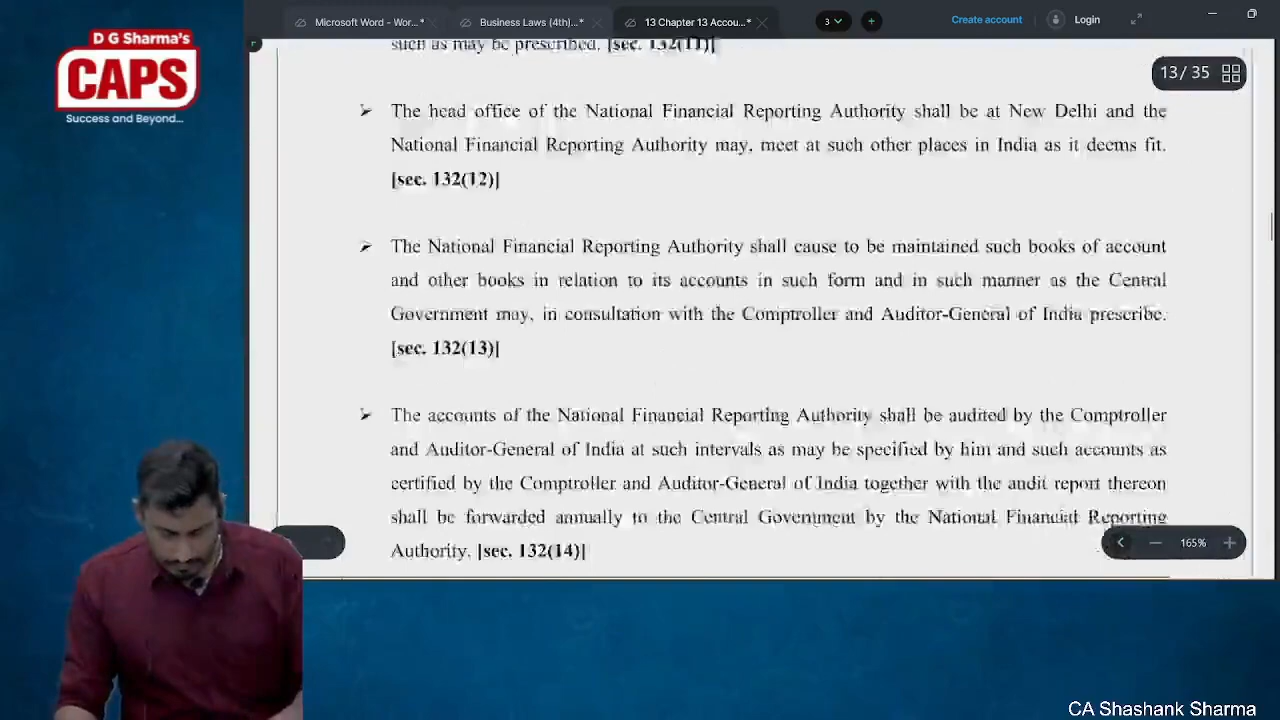 D G Sharma's
CAPS
Success and Beyond...
Microsoft Word - Wor...*
Business Laws (4th)...*
13 Chapter 13 Accou...*
3
Create account
Login
13/ 35
such as may be prescribed. [sec. 132(11)]
➢ The head office of the National Financial Reporting Authority shall be at New Delhi and the
National Financial Reporting Authority may, meet at such other places in India as it deems fit.
[sec. 132(12)]
➢ The National Financial Reporting Authority shall cause to be maintained such books of account
and other books in relation to its accounts in such form and in such manner as the Central
Government may, in consultation with the Comptroller and Auditor-General of India prescribe.
[sec. 132(13)]
➢ The accounts of the National Financial Reporting Authority shall be audited by the Comptroller
and Auditor-General of India at such intervals as may be specified by him and such accounts as
certified by the Comptroller and Auditor-General of India together with the audit report thereon
shall be forwarded annually to the Central Government by the National Financial Reporting
Authority. [sec. 132(14)]
165%
CA Shashank Sharma